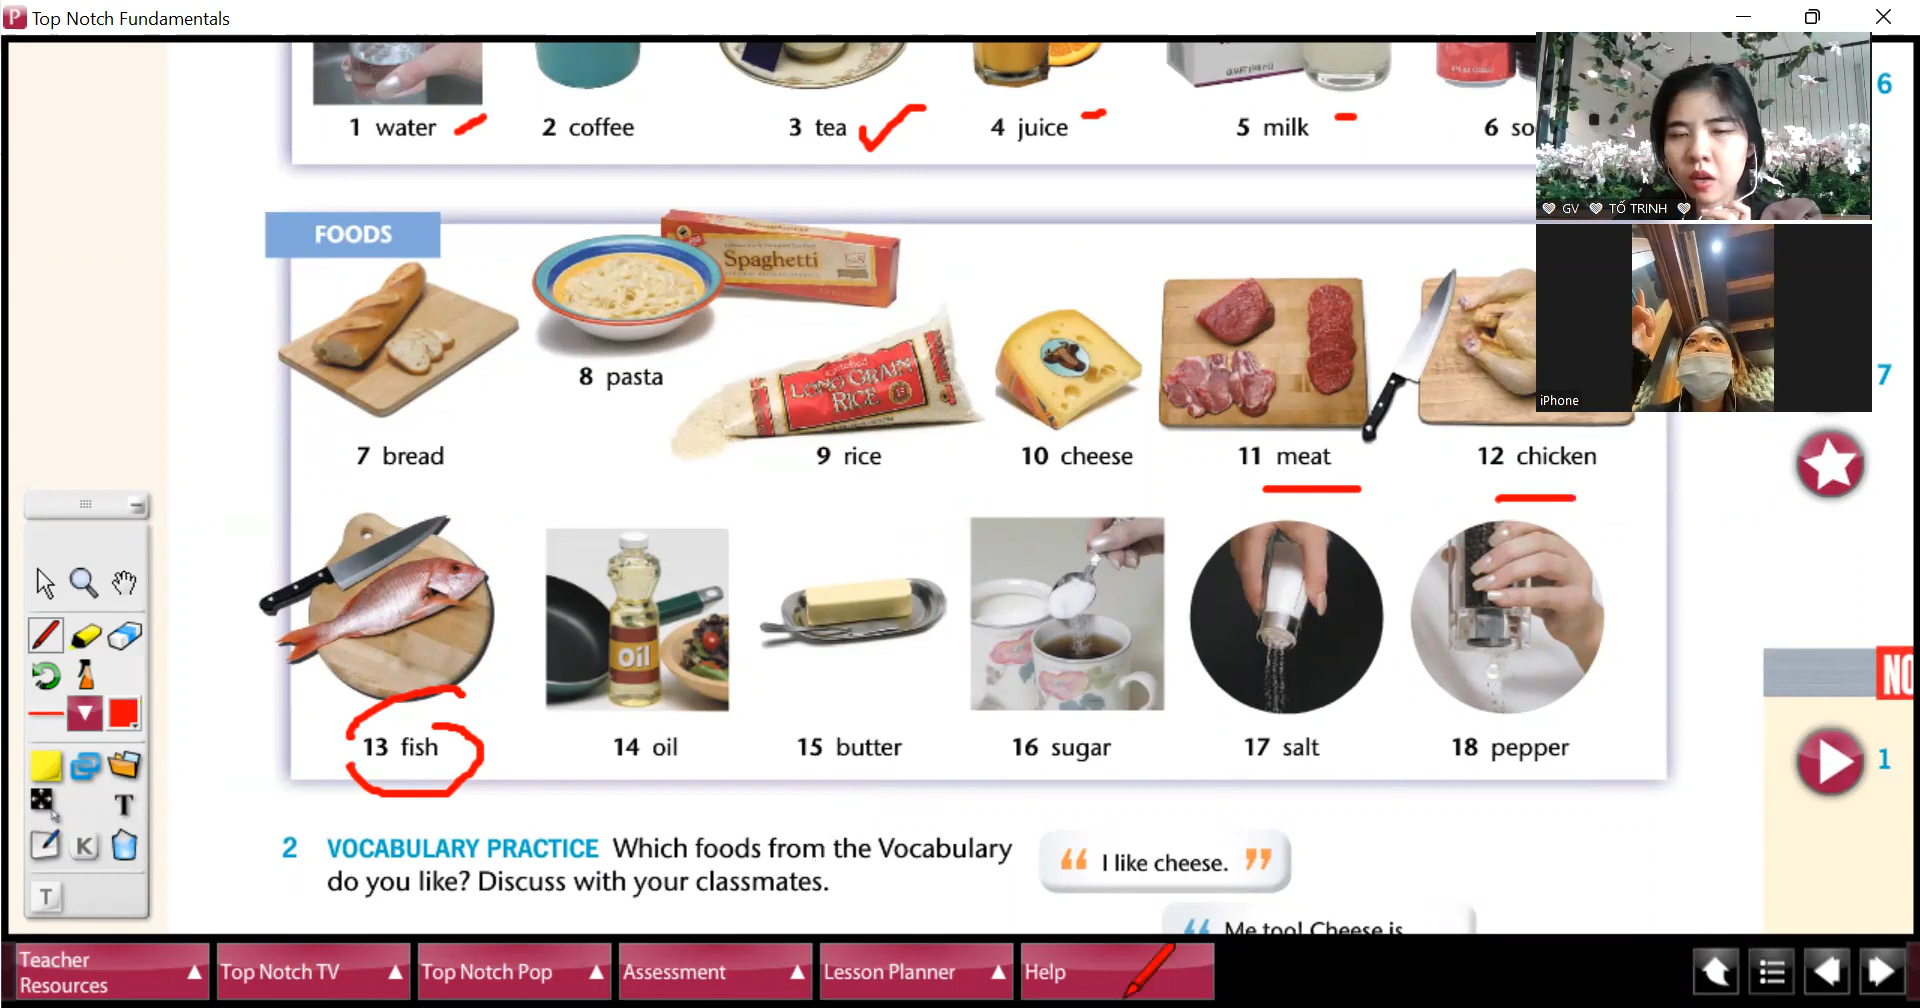 Top Notch Fundamentals
QUART (946 mL)
1 water
2 coffee
3 tea
4 juice
5 milk
6 so
6
GV TỐ TRINH
FOODS
Spaghetti
LONG GRAIN
RICE
iPhone
7
7 bread
8 pasta
9 rice
10 cheese
11 meat
12 chicken
Oil
13 fish
14 oil
15 butter
16 sugar
17 salt
18 pepper
NO
1
T
K
T
2 VOCABULARY PRACTICE Which foods from the Vocabulary
do you like? Discuss with your classmates.
“ I like cheese. ”
“ Me too! Cheese is
Teacher
Resources
Top Notch TV
Top Notch Pop
Assessment
Lesson Planner
Help